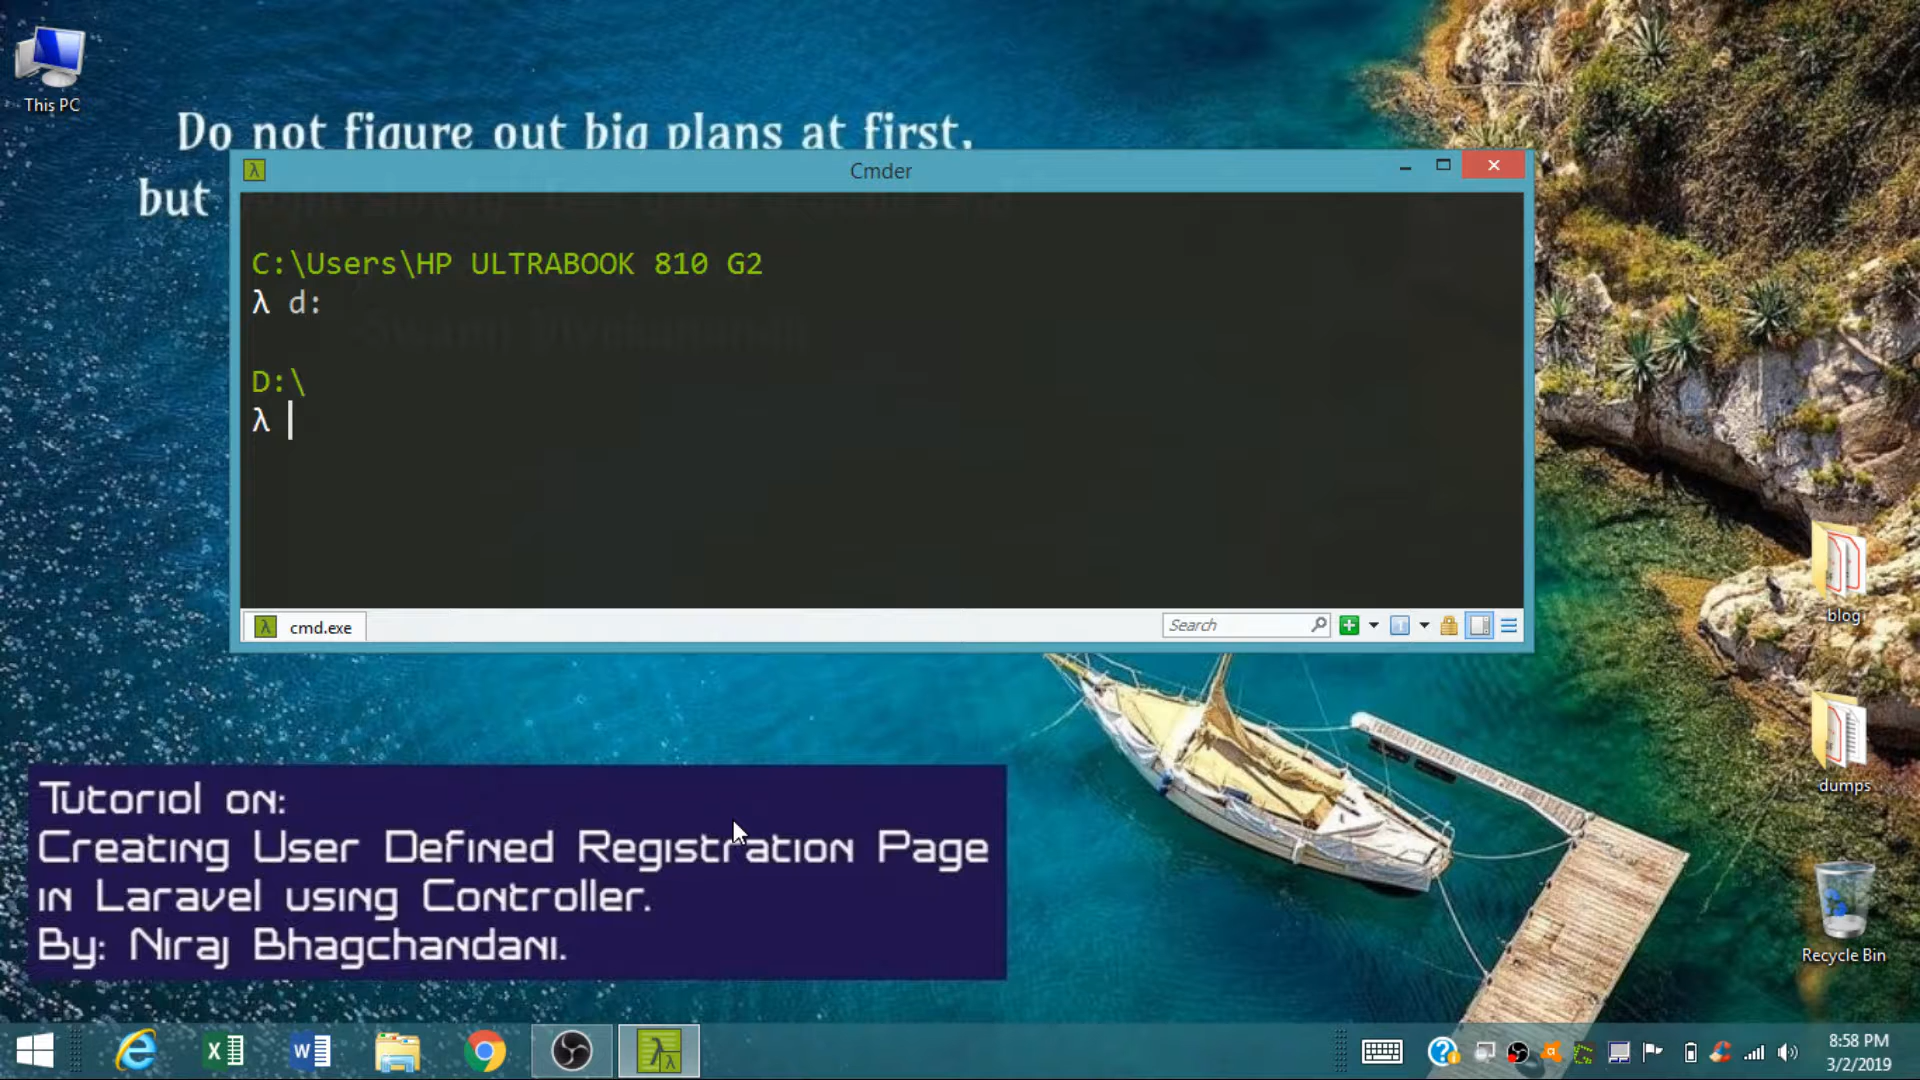 This PC
Do not figure out big plans at first,
but
Cmder
C:\Users\HP ULTRABOOK 810 G2
λ d:
D:\
λ
cmd.exe
Search
blog
dumps
Tutorial on:
Creating User Defined Registration Page
in Laravel using Controller.
By: Niraj Bhagchandani.
Recycle Bin
8:58 PM
3/2/2019